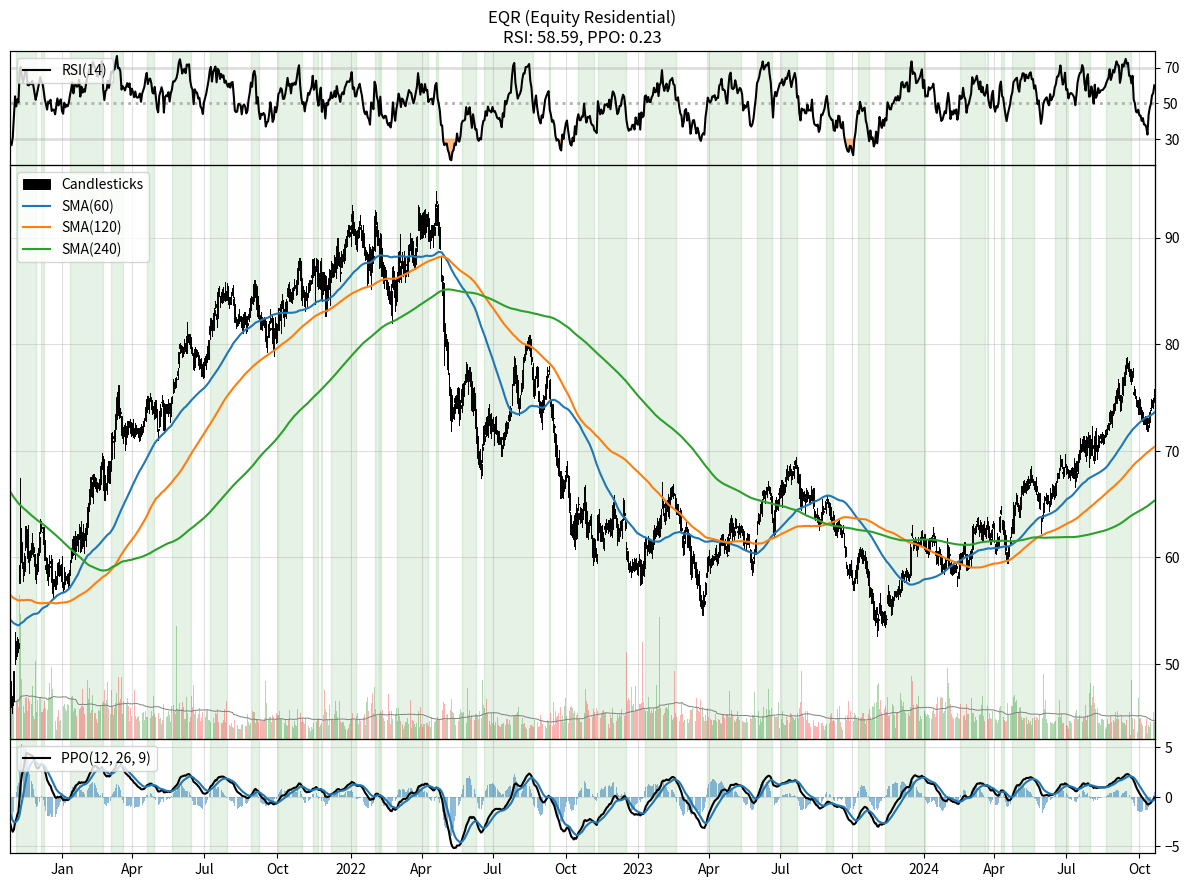 EQR (Equity Residential)
RSI: 58.59, PPO: 0.23
RSI(14)
70
50
30
Candlesticks
SMA(60)
SMA(120)
SMA(240)
90
80
70
60
50
PPO(12, 26, 9)
5
0
−5
Jan Apr Jul Oct 2022 Apr Jul Oct 2023 Apr Jul Oct 2024 Apr Jul Oct